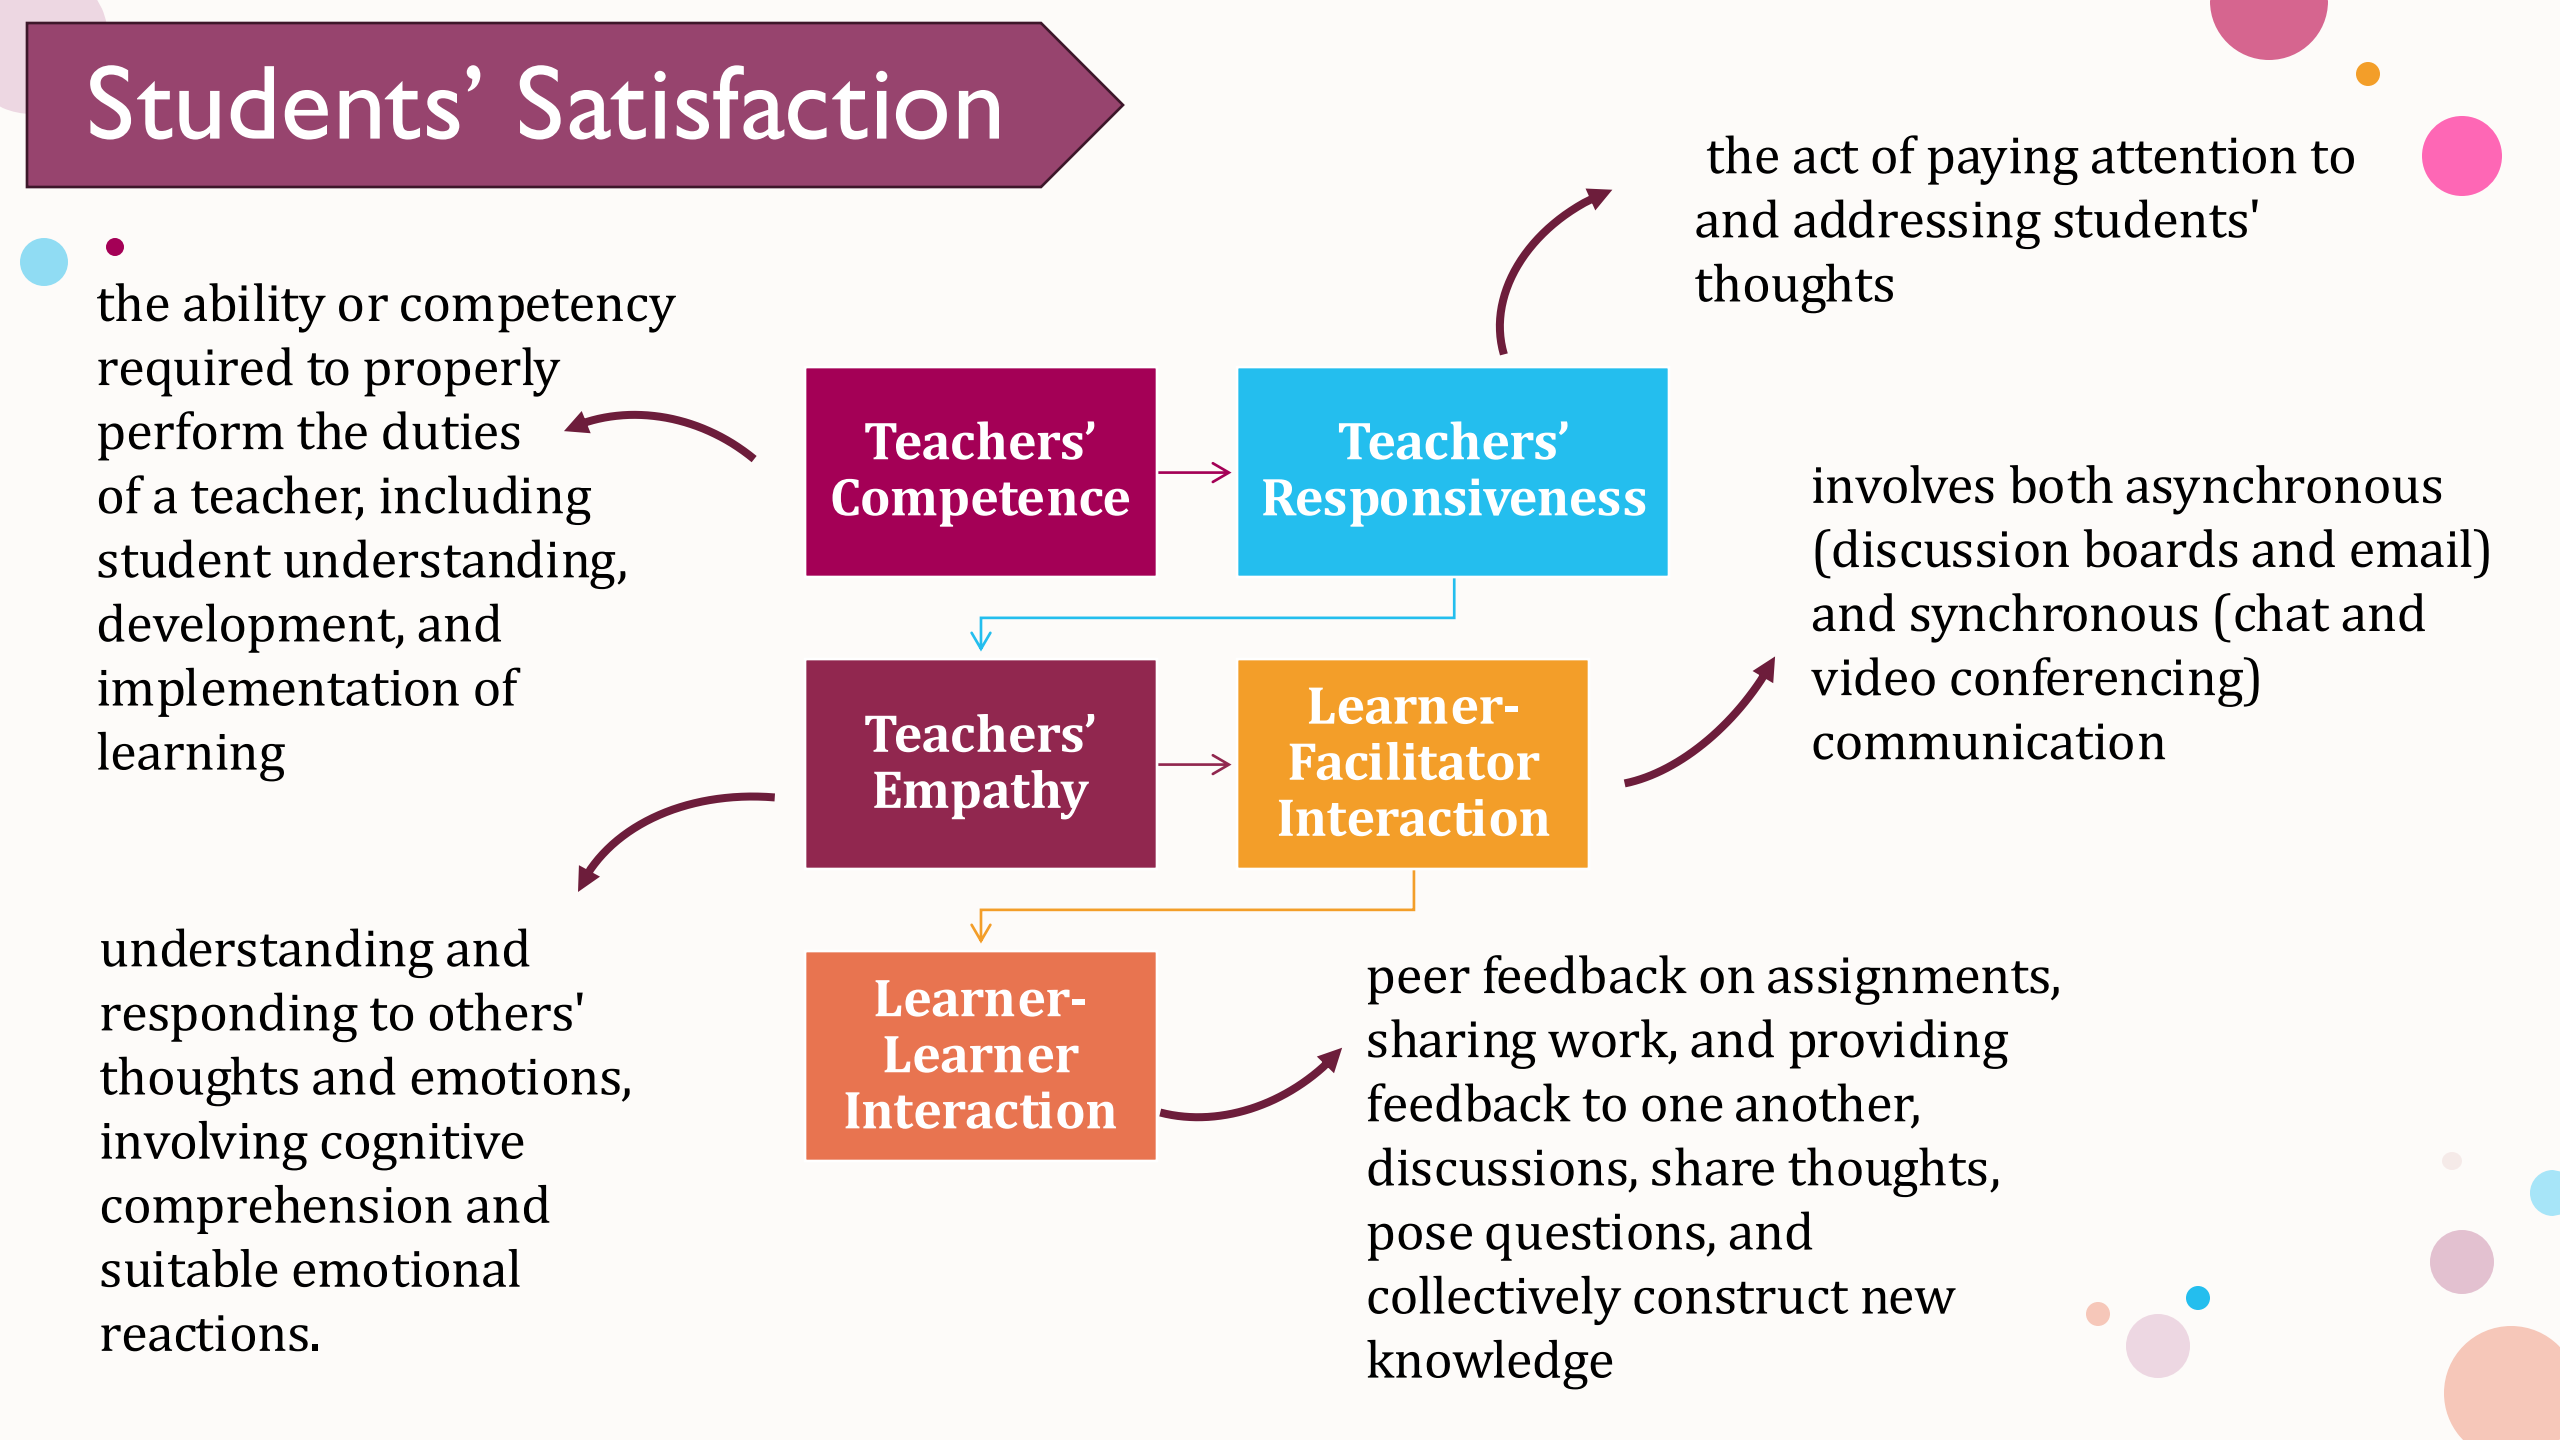 Students’ Satisfaction
the ability or competency
required to properly
perform the duties
of a teacher, including
student understanding,
development, and
implementation of
learning
Teachers’
Competence
Teachers’
Responsiveness
the act of paying attention to
and addressing students'
thoughts
Teachers’
Empathy
understanding and
responding to others'
thoughts and emotions,
involving cognitive
comprehension and
suitable emotional
reactions.
Learner-
Facilitator
Interaction
involves both asynchronous
(discussion boards and email)
and synchronous (chat and
video conferencing)
communication
Learner-
Learner
Interaction
peer feedback on assignments,
sharing work, and providing
feedback to one another,
discussions, share thoughts,
pose questions, and
collectively construct new
knowledge